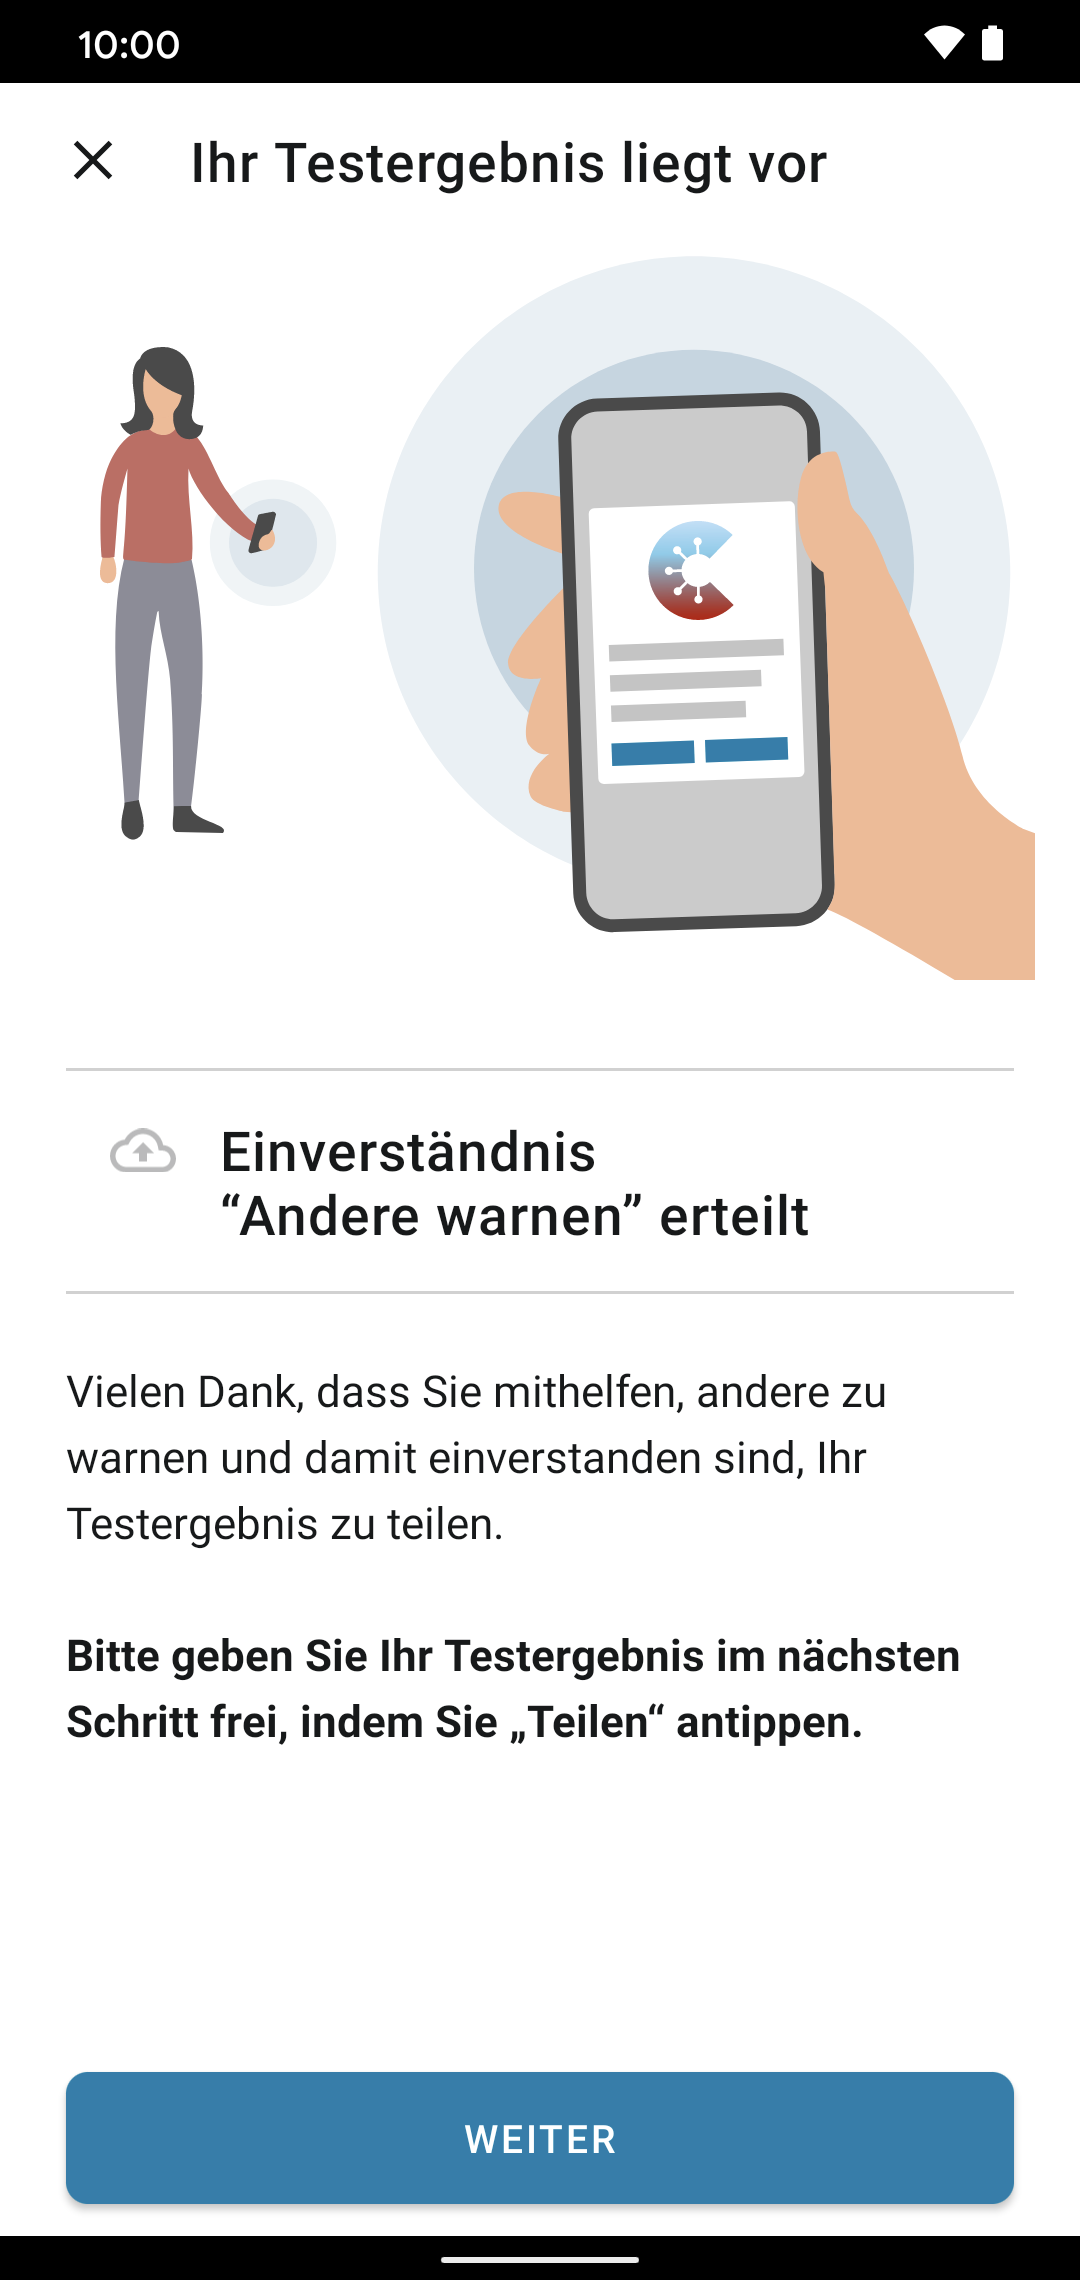 10:00
Ihr Testergebnis liegt vor
Einverständnis
“Andere warnen” erteilt
Vielen Dank, dass Sie mithelfen, andere zu
warnen und damit einverstanden sind, Ihr
Testergebnis zu teilen.
Bitte geben Sie Ihr Testergebnis im nächsten
Schritt frei, indem Sie „Teilen“ antippen.
WEITER